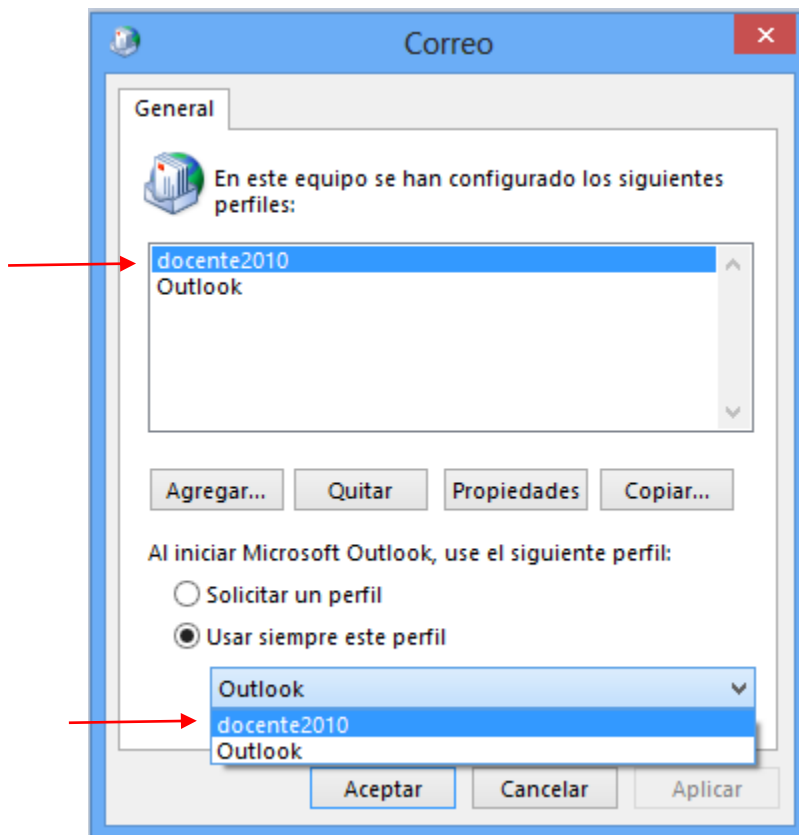 Correo
General
En este equipo se han configurado los siguientes
perfiles:
docente2010
Outlook
Agregar... Quitar Propiedades Copiar...
Al iniciar Microsoft Outlook, use el siguiente perfil:
Solicitar un perfil
Usar siempre este perfil
Outlook
docente2010
Outlook
Aceptar Cancelar Aplicar